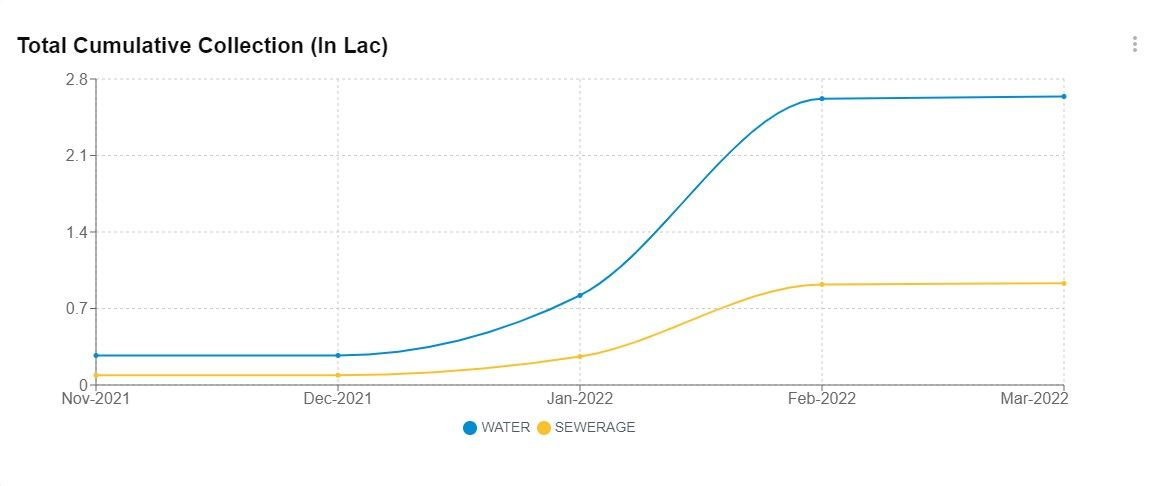 Total Cumulative Collection (In Lac)
2.8
2.1
1.4
0.7
0
Nov-2021 Dec-2021 Jan-2022 Feb-2022 Mar-2022
WATER SEWERAGE